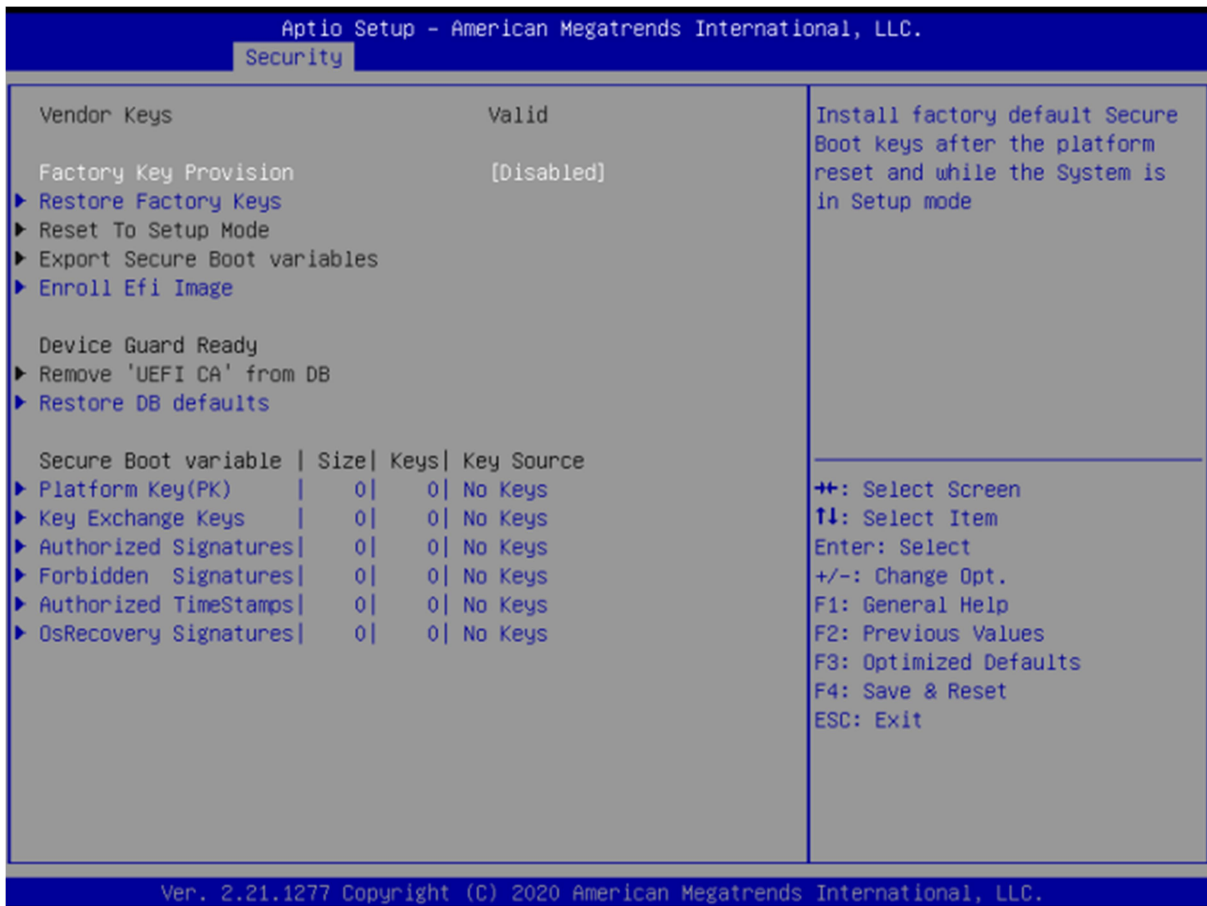 Aptio Setup – American Megatrends International, LLC.
Security
Vendor Keys Valid
Factory Key Provision [Disabled]
Restore Factory Keys
Reset To Setup Mode
Export Secure Boot variables
Enroll Efi Image
Device Guard Ready
Remove 'UEFI CA' from DB
Restore DB defaults
Secure Boot variable | Size| Keys| Key Source
Platform Key(PK) | 0| 0| No Keys
Key Exchange Keys | 0| 0| No Keys
Authorized Signatures| 0| 0| No Keys
Forbidden Signatures| 0| 0| No Keys
Authorized TimeStamps| 0| 0| No Keys
OsRecovery Signatures| 0| 0| No Keys
Install factory default Secure
Boot keys after the platform
reset and while the System is
in Setup mode
→←: Select Screen
↑↓: Select Item
Enter: Select
+/-: Change Opt.
F1: General Help
F2: Previous Values
F3: Optimized Defaults
F4: Save & Reset
ESC: Exit
Ver. 2.21.1277 Copyright (C) 2020 American Megatrends International, LLC.